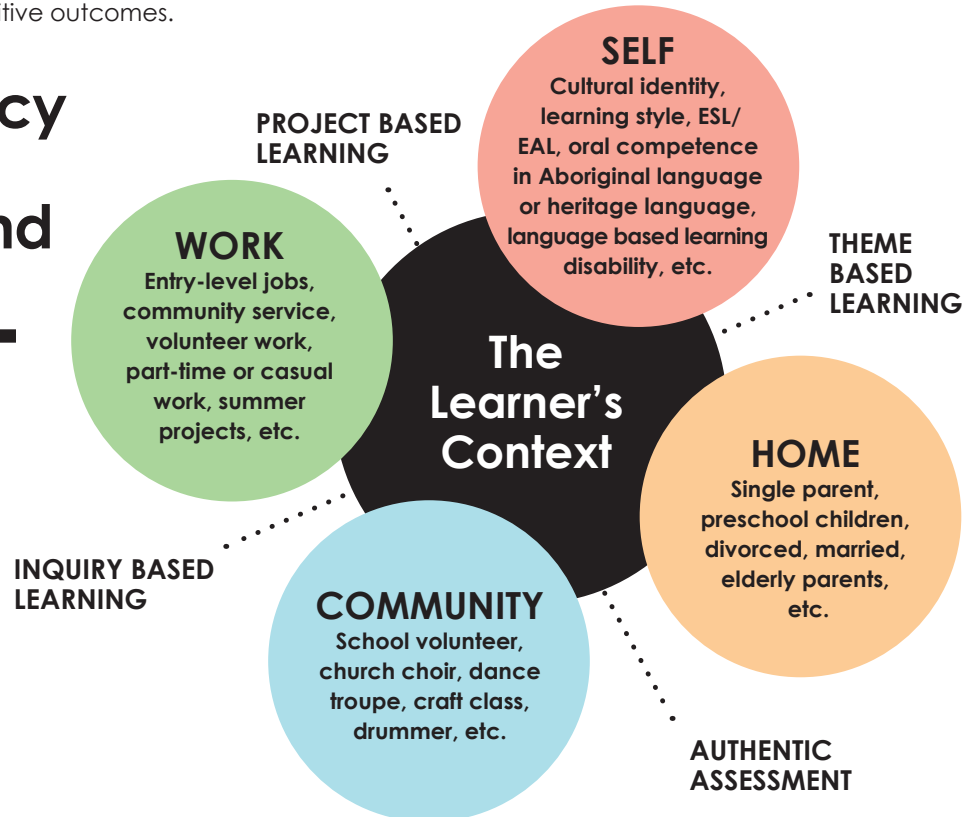 outcomes.
PROJECT BASED
LEARNING
SELF
Cultural identity,
learning style, ESL/
EAL, oral competence
in Aboriginal language
or heritage language,
language based learning
disability, etc.
WORK
Entry-level jobs,
community service,
volunteer work,
part-time or casual
work, summer
projects, etc.
THEME
BASED
LEARNING
The
Learner’s
Context
HOME
Single parent,
preschool children,
divorced, married,
elderly parents,
etc.
INQUIRY BASED
LEARNING
COMMUNITY
School volunteer,
church choir, dance
troupe, craft class,
drummer, etc.
AUTHENTIC
ASSESSMENT